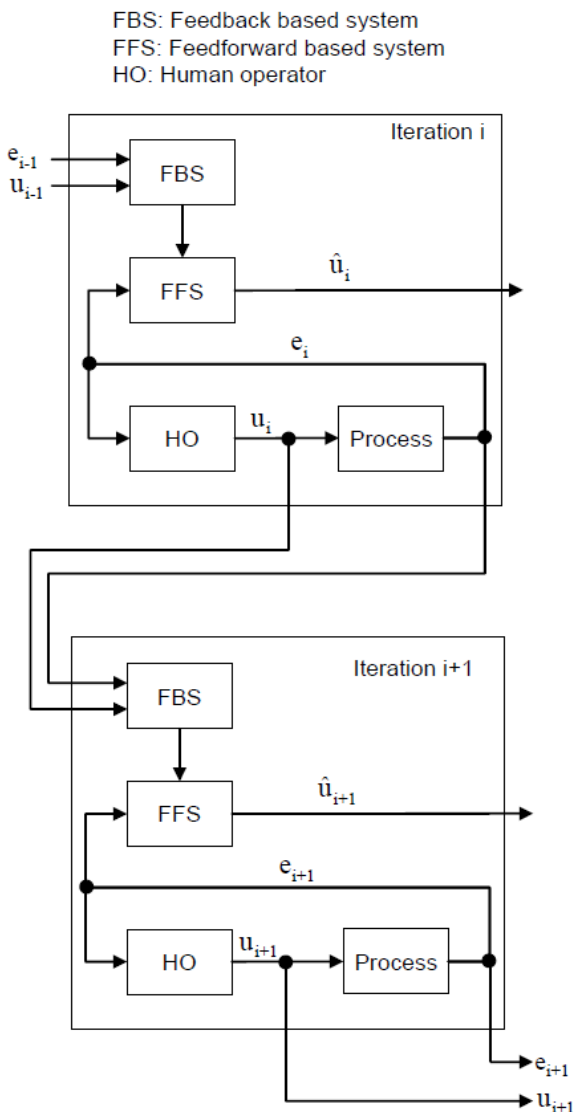 FBS: Feedback based system
FFS: Feedforward based system
HO: Human operator
Iteration i
e_{i-1}
u_{i-1}
FBS
û_i
FFS
e_i
u_i
HO
Process
Iteration i+1
FBS
û_{i+1}
FFS
e_{i+1}
u_{i+1}
HO
Process
e_{i+1}
u_{i+1}